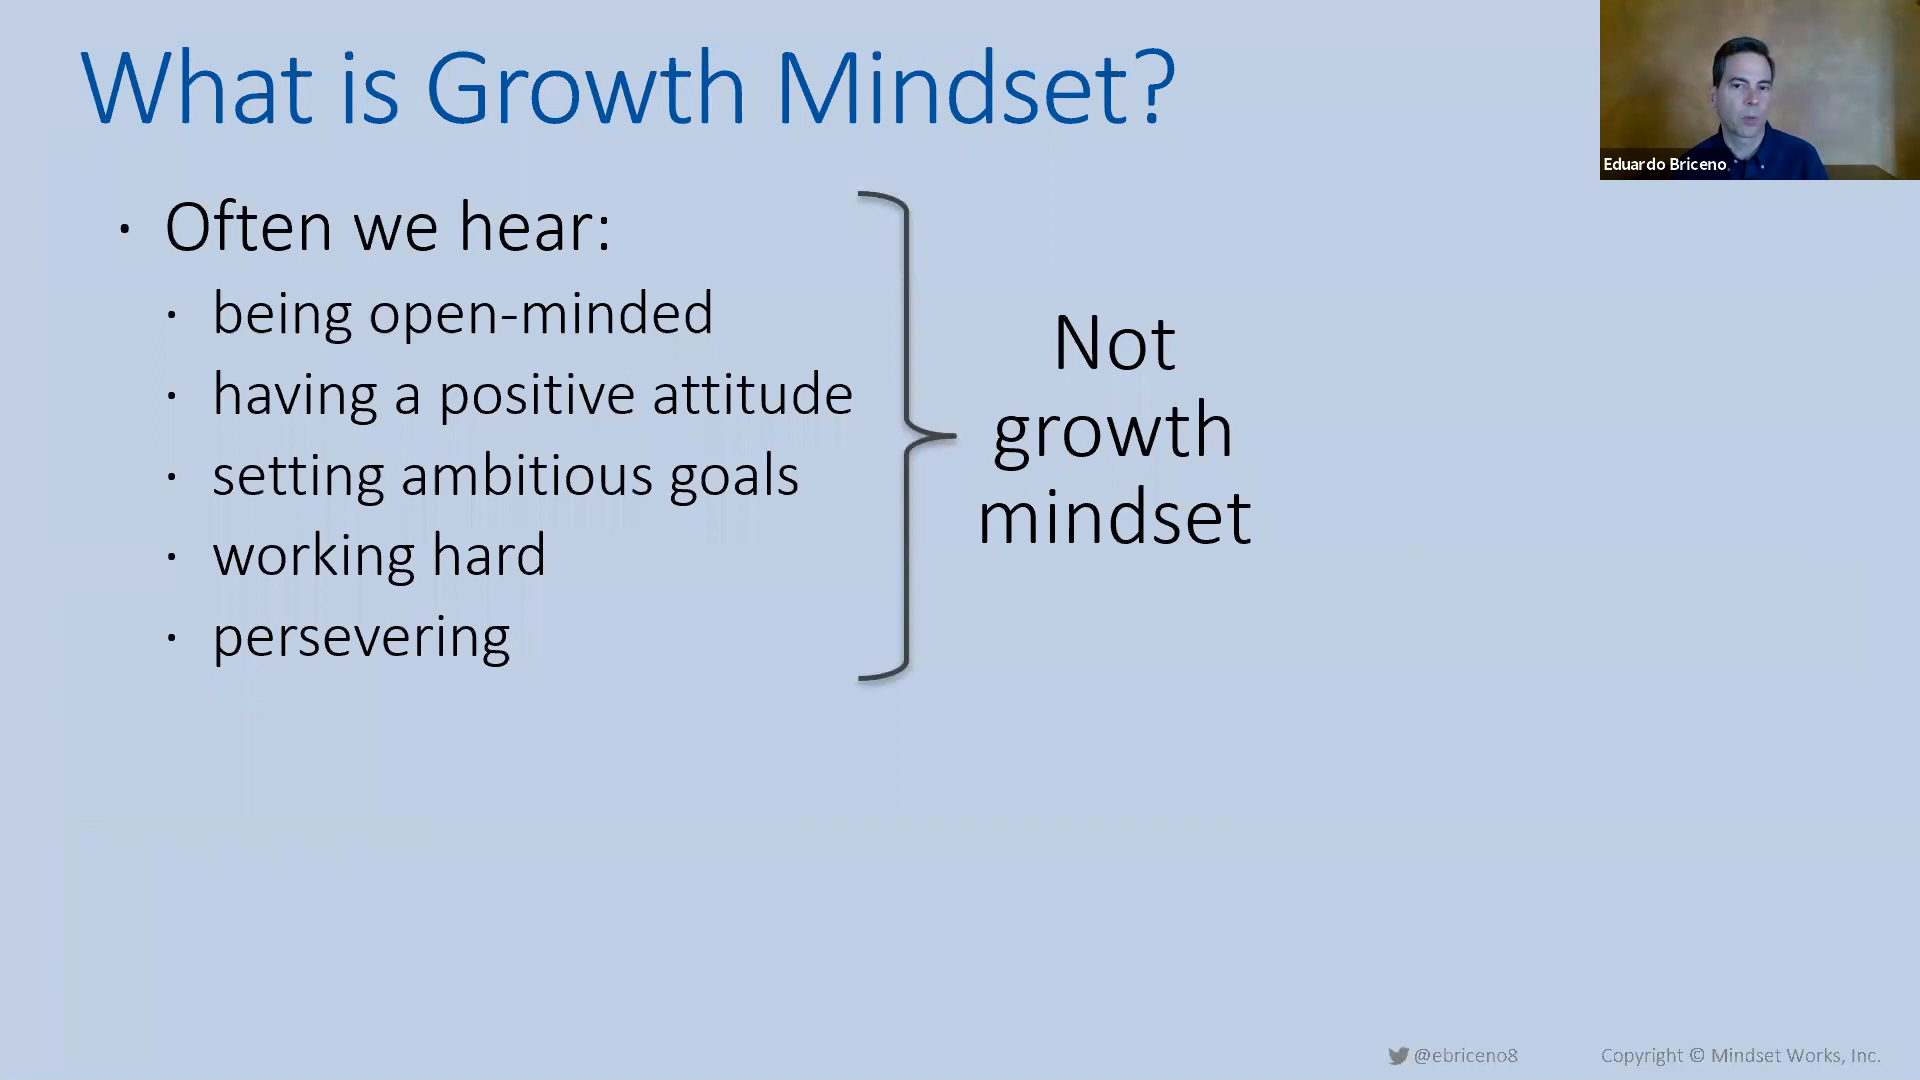 What is Growth Mindset?
Eduardo Briceno
• Often we hear:
• being open-minded
• having a positive attitude
• setting ambitious goals
• working hard
• persevering
Not
growth
mindset
@ebriceno8
Copyright © Mindset Works, Inc.